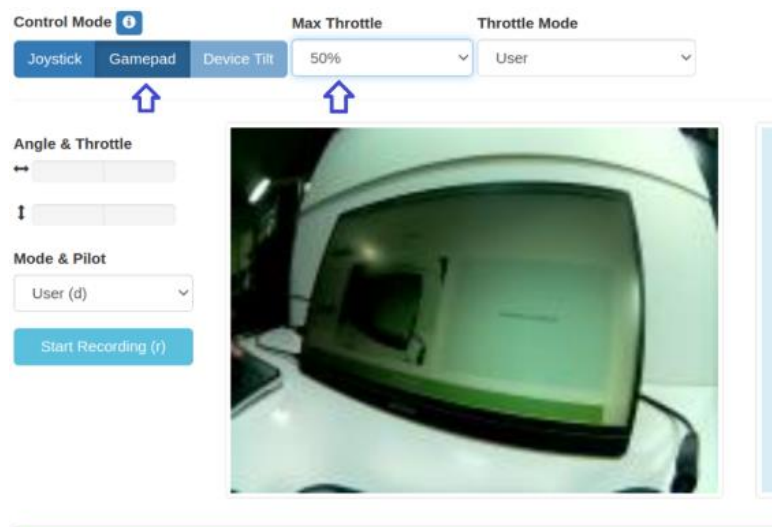 Control Mode
Max Throttle
Throttle Mode
Joystick Gamepad Device Tilt
50%
User
Angle & Throttle
Mode & Pilot
User (d)
Start Recording (r)